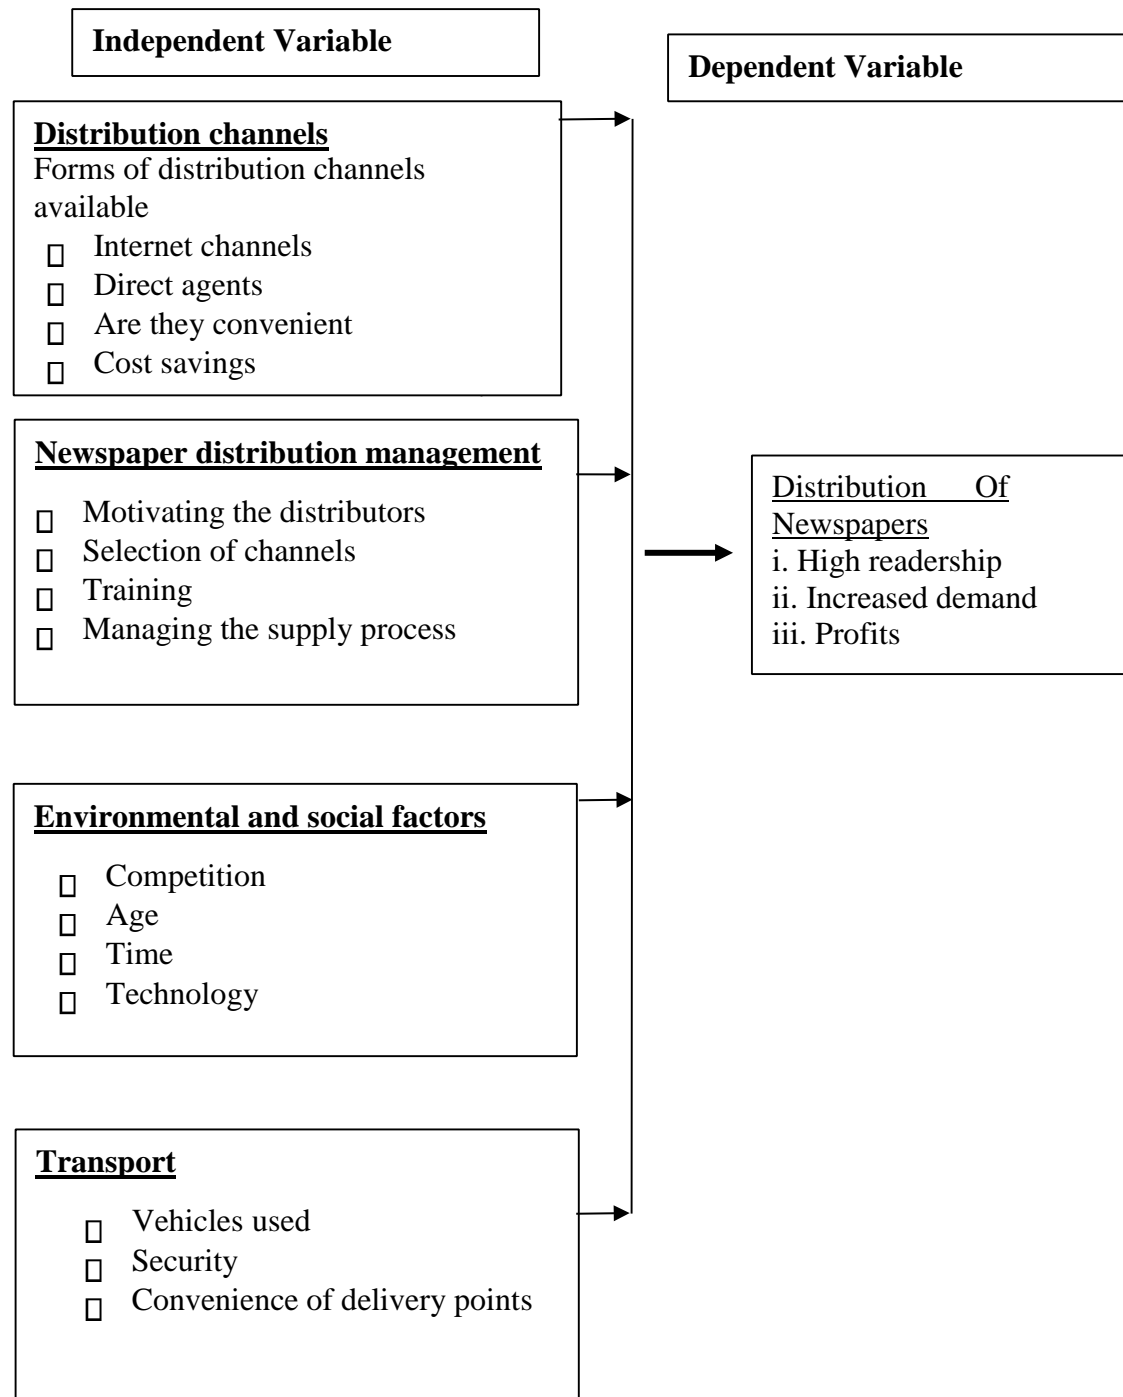 Independent Variable
Dependent Variable
Distribution channels
Forms of distribution channels
available
Internet channels
Direct agents
Are they convenient
Cost savings
Newspaper distribution management
Motivating the distributors
Selection of channels
Training
Managing the supply process
Distribution Of
Newspapers
i. High readership
ii. Increased demand
iii. Profits
Environmental and social factors
Competition
Age
Time
Technology
Transport
Vehicles used
Security
Convenience of delivery points